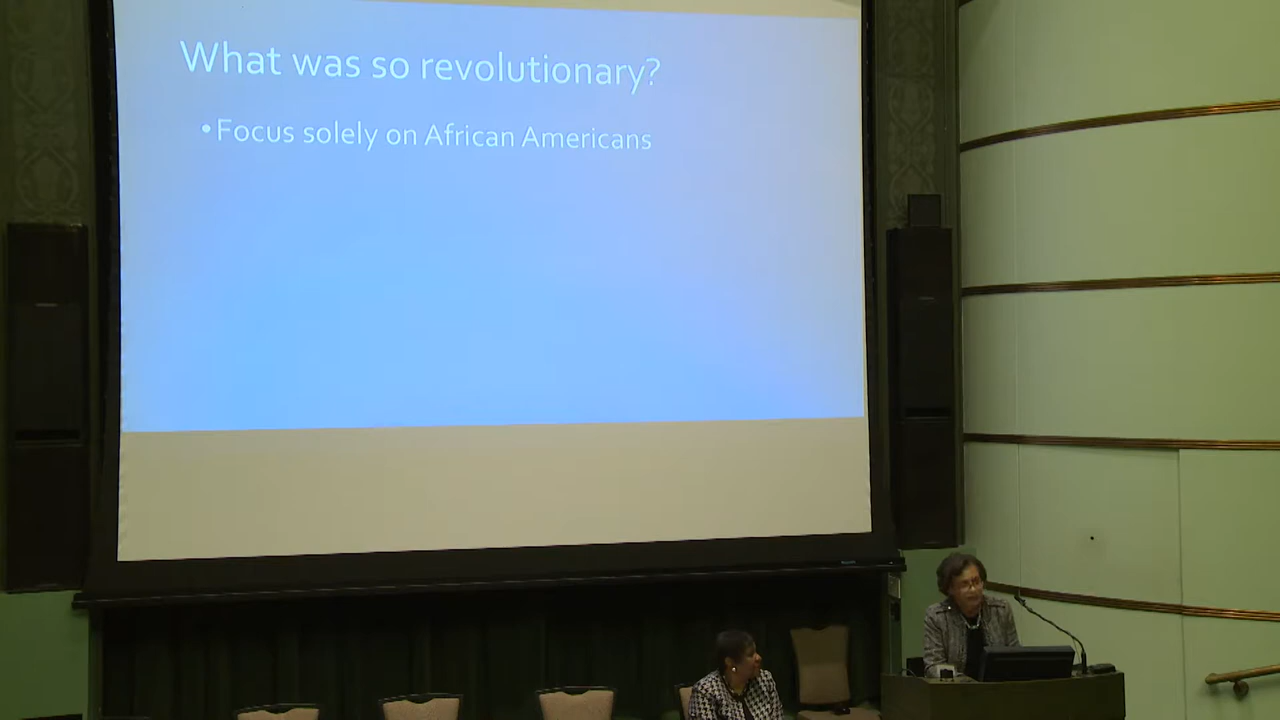 What was so revolutionary?
•Focus solely on African Americans